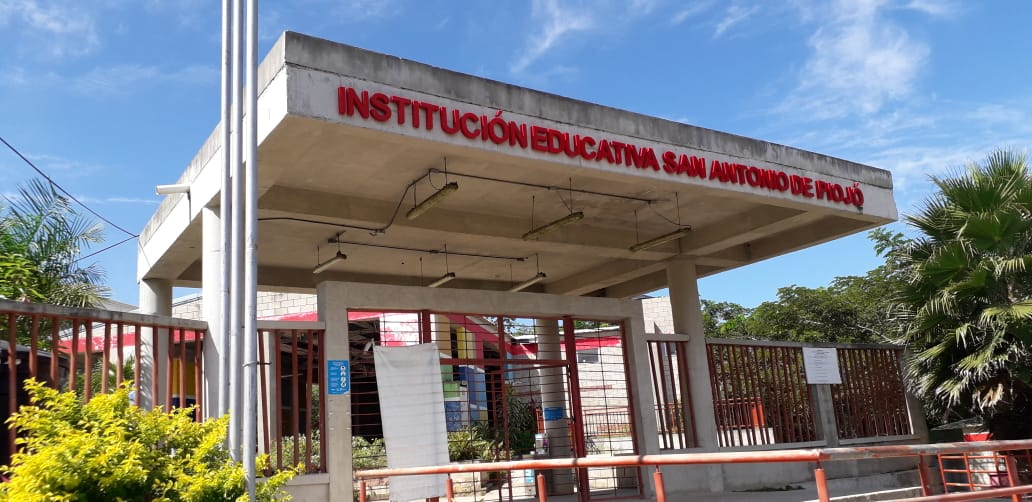 INSTITUCIÓN EDUCATIVA SAN ANTONIO DE PIOJÓ